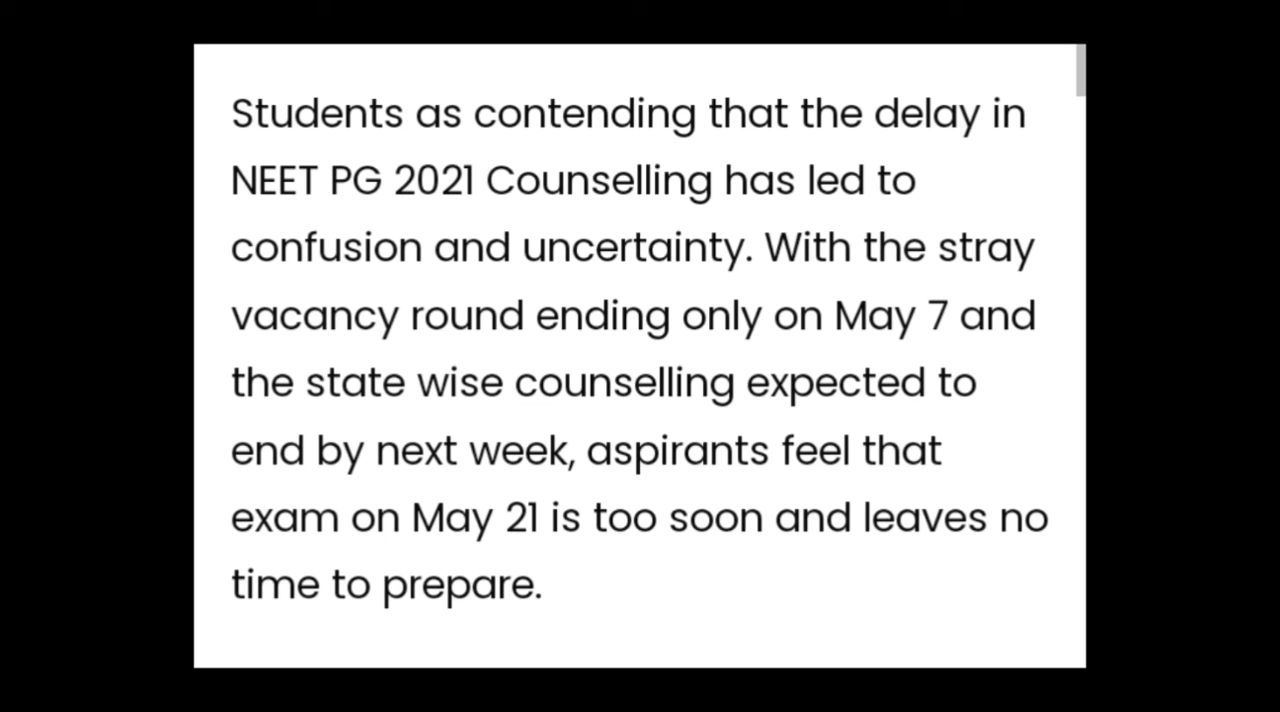 Students as contending that the delay in
NEET PG 2021 Counselling has led to
confusion and uncertainty. With the stray
vacancy round ending only on May 7 and
the state wise counselling expected to
end by next week, aspirants feel that
exam on May 21 is too soon and leaves no
time to prepare.